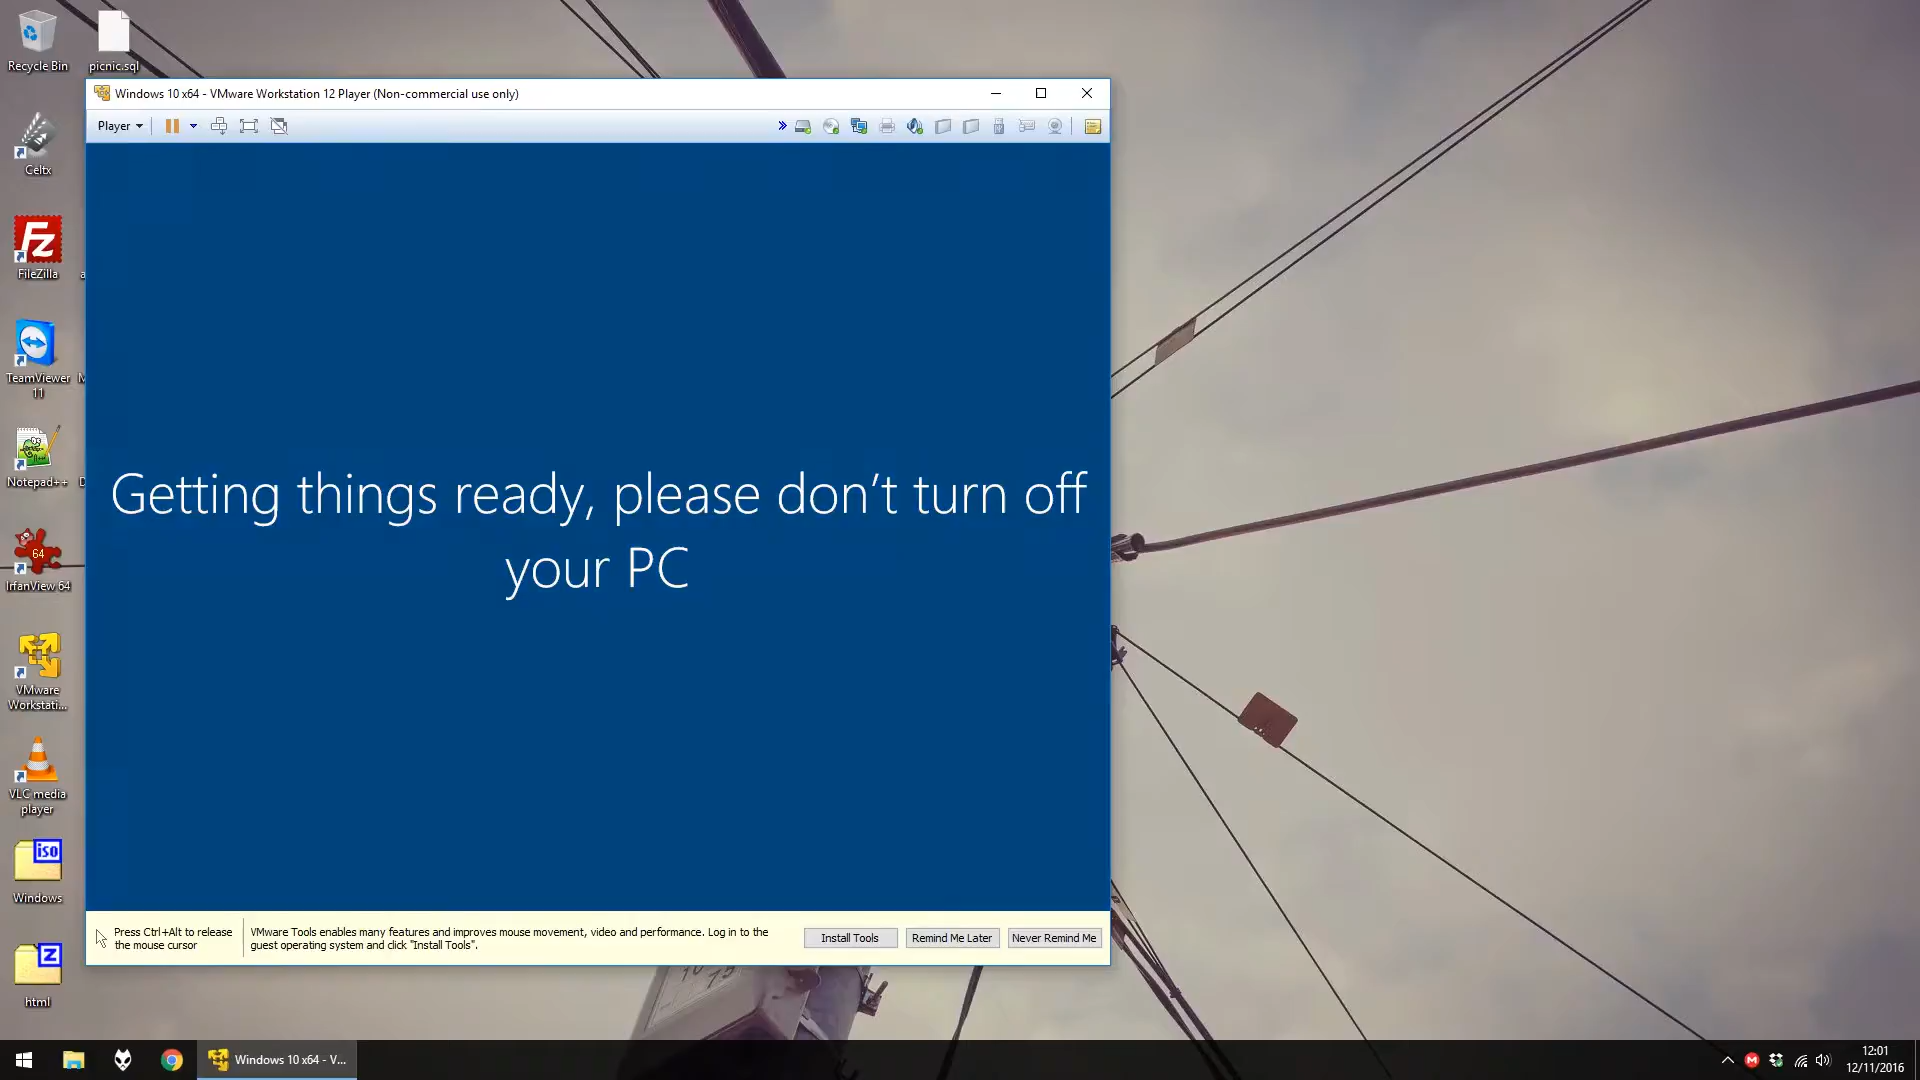 Recycle Bin
picnic.sql
Celtx
FileZilla
TeamViewer
11
Notepad++
64
IrfanView 64
VMware
Workstati...
VLC media
player
iso
Windows
Z
html
Windows 10 x64 - VMware Workstation 12 Player (Non-commercial use only)
Player
Getting things ready, please don’t turn off
your PC
Press Ctrl+Alt to release
the mouse cursor
VMware Tools enables many features and improves mouse movement, video and performance. Log in to the
guest operating system and click "Install Tools".
Install Tools
Remind Me Later
Never Remind Me
Windows 10 x64 - V...
12:01
12/11/2016